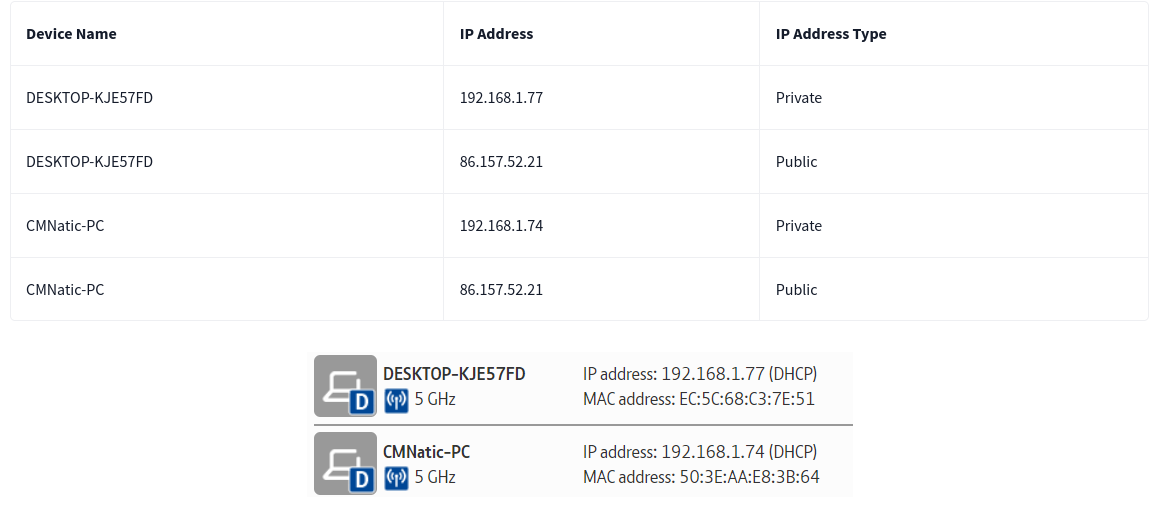 Device Name IP Address IP Address Type
DESKTOP-KJE57FD 192.168.1.77 Private
DESKTOP-KJE57FD 86.157.52.21 Public
CMNatic-PC 192.168.1.74 Private
CMNatic-PC 86.157.52.21 Public
DESKTOP-KJE57FD IP address: 192.168.1.77 (DHCP)
D 5 GHz MAC address: EC:5C:68:C3:7E:51
CMNatic-PC IP address: 192.168.1.74 (DHCP)
D 5 GHz MAC address: 50:3E:AA:E8:3B:64